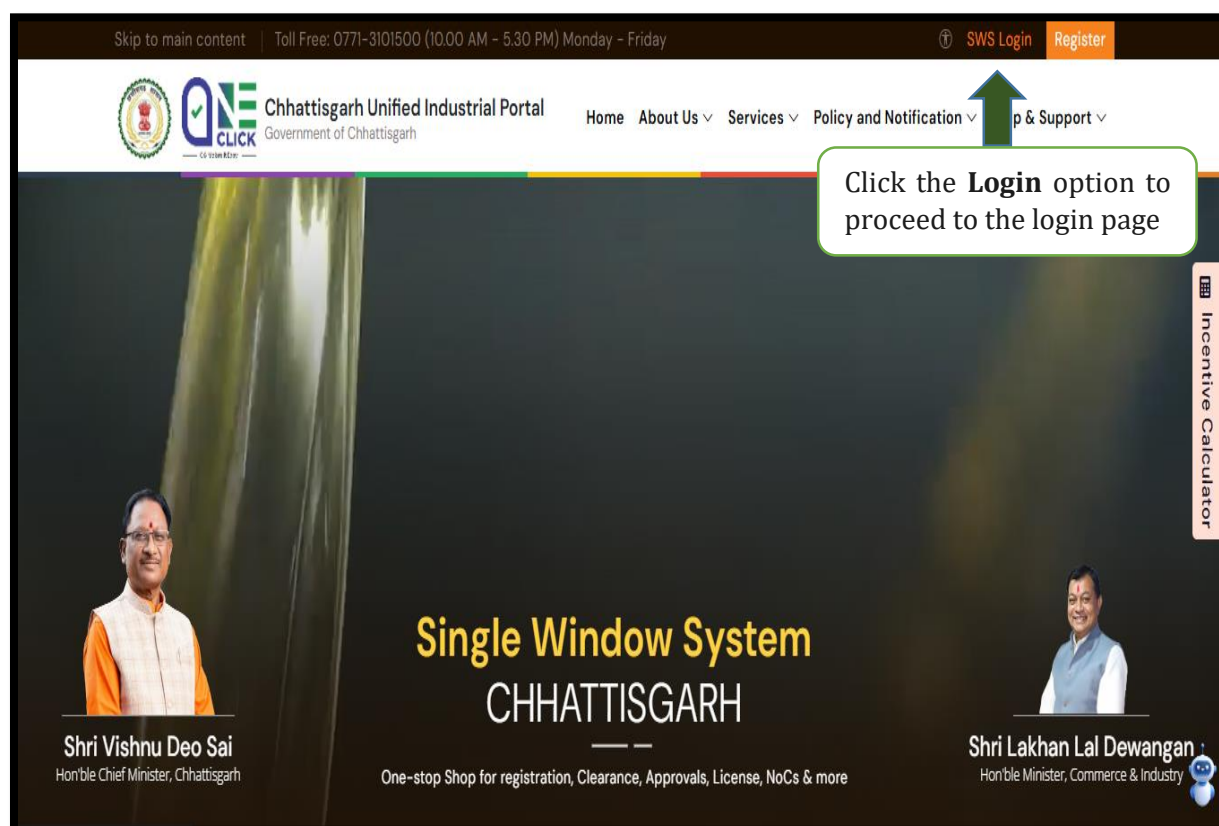 Skip to main content
Toll Free: 0771-3101500 (10.00 AM - 5.30 PM) Monday - Friday
SWS Login
Register
ONE
CLICK
Chhattisgarh Unified Industrial Portal
Government of Chhattisgarh
Home About Us Services Policy and Notification p & Support
Click the Login option to
proceed to the login page
Incentive Calculator
Single Window System
CHHATTISGARH
One-stop Shop for registration, Clearance, Approvals, License, NoCs & more
Shri Vishnu Deo Sai
Hon'ble Chief Minister, Chhattisgarh
Shri Lakhan Lal Dewangan
Hon'ble Minister, Commerce & Industry